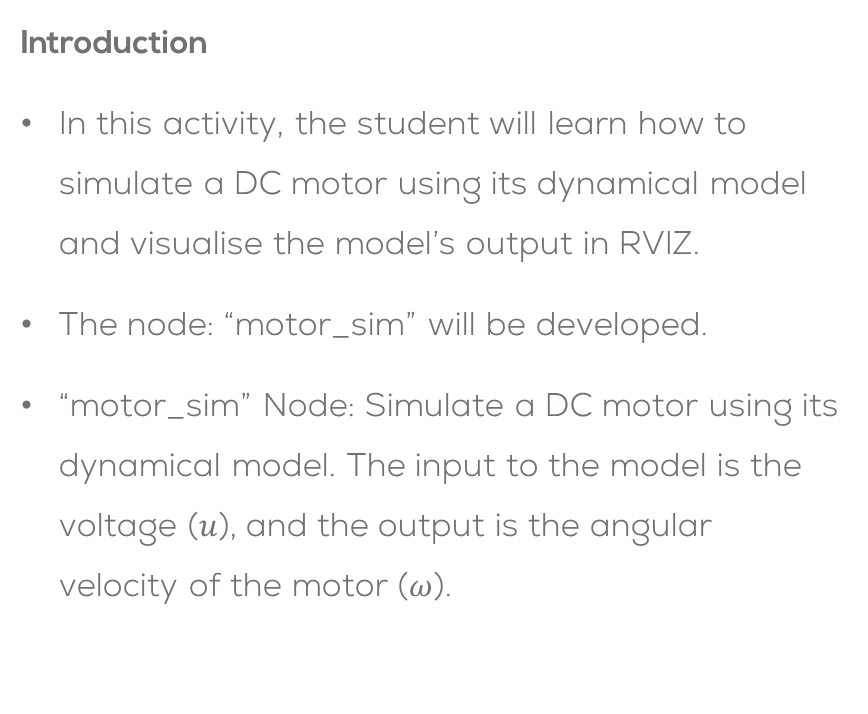 Introduction
• In this activity, the student will learn how to
simulate a DC motor using its dynamical model
and visualise the model’s output in RVIZ.
• The node: “motor_sim” will be developed.
• “motor_sim” Node: Simulate a DC motor using its
dynamical model. The input to the model is the
voltage (u), and the output is the angular
velocity of the motor (ω).